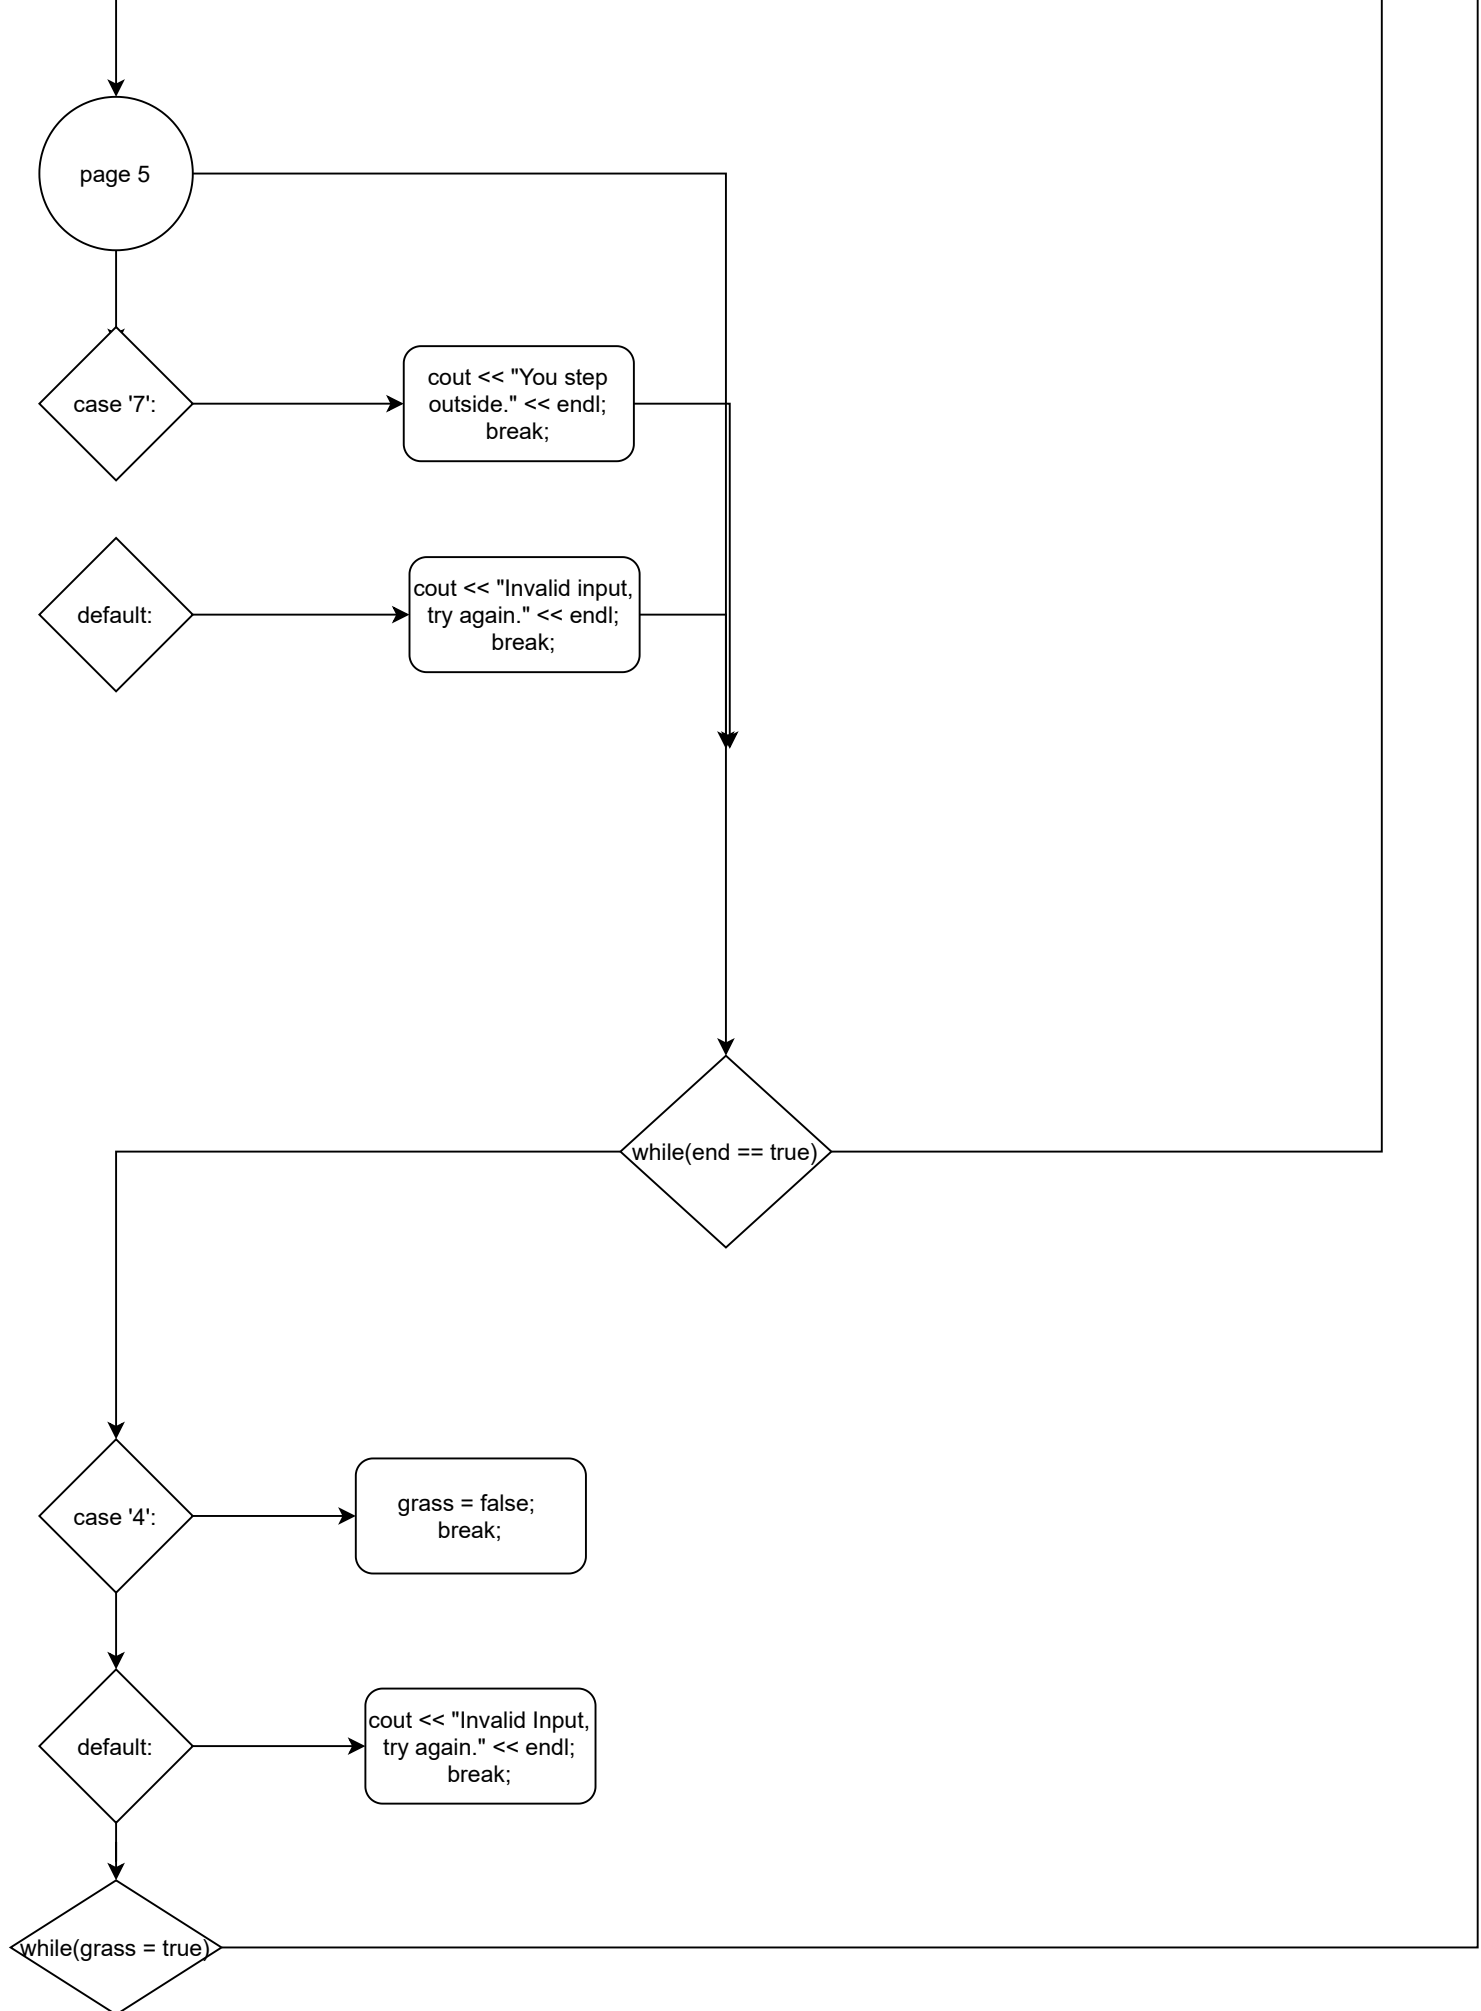 page 5
case '7':
cout << "You step
outside." << endl;
break;
default:
cout << "Invalid input,
try again." << endl;
break;
while(end == true)
case '4':
grass = false;
break;
default:
cout << "Invalid Input,
try again." << endl;
break;
while(grass = true)